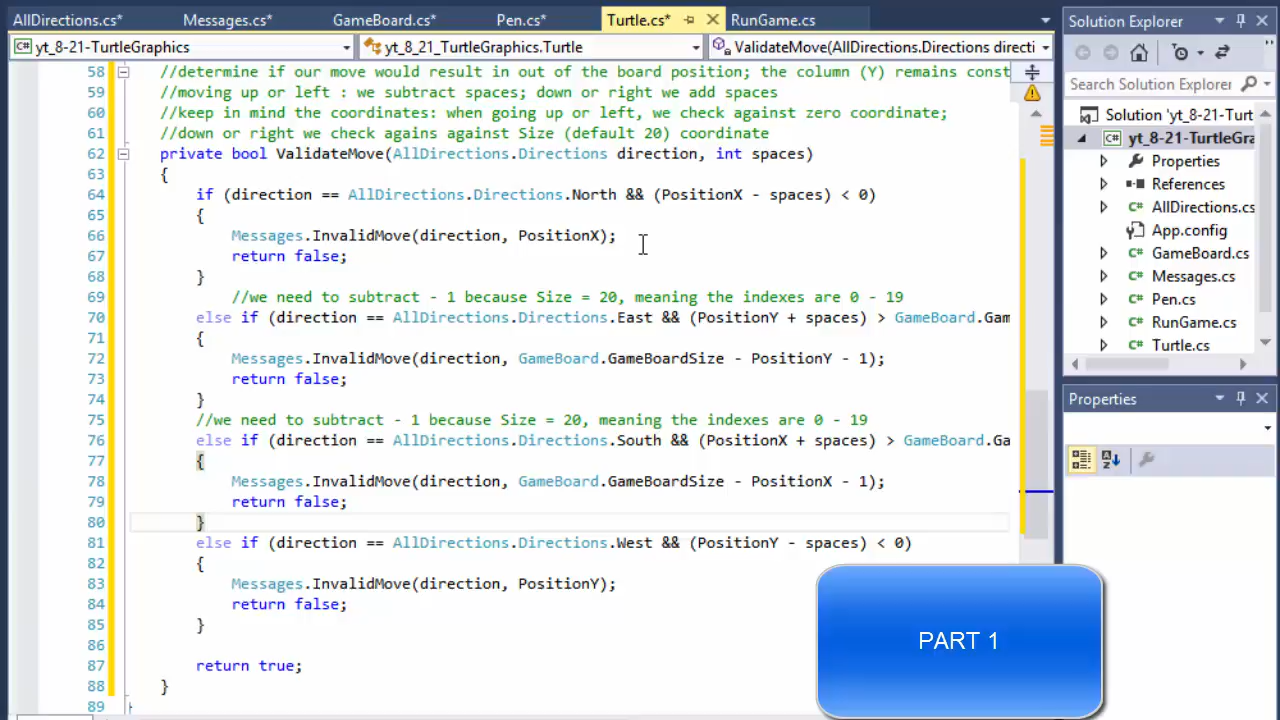 AllDirections.cs* Messages.cs* GameBoard.cs* Pen.cs* Turtle.cs* RunGame.cs
yt_8-21-TurtleGraphics yt_8_21_TurtleGraphics.Turtle ValidateMove(AllDirections.Directions directi
58 //determine if our move would result in out of the board position; the column (Y) remains const
59 //moving up or left : we subtract spaces; down or right we add spaces
60 //keep in mind the coordinates: when going up or left, we check against zero coordinate;
61 //down or right we check agains against Size (default 20) coordinate
62 private bool ValidateMove(AllDirections.Directions direction, int spaces)
63 {
64 if (direction == AllDirections.Directions.North && (PositionX - spaces) < 0)
65 {
66 Messages.InvalidMove(direction, PositionX);
67 return false;
68 }
69 //we need to subtract - 1 because Size = 20, meaning the indexes are 0 - 19
70 else if (direction == AllDirections.Directions.East && (PositionY + spaces) > GameBoard.Gam
71 {
72 Messages.InvalidMove(direction, GameBoard.GameBoardSize - PositionY - 1);
73 return false;
74 }
75 //we need to subtract - 1 because Size = 20, meaning the indexes are 0 - 19
76 else if (direction == AllDirections.Directions.South && (PositionX + spaces) > GameBoard.Ga
77 {
78 Messages.InvalidMove(direction, GameBoard.GameBoardSize - PositionX - 1);
79 return false;
80 }
81 else if (direction == AllDirections.Directions.West && (PositionY - spaces) < 0)
82 {
83 Messages.InvalidMove(direction, PositionY);
84 return false;
85 }
86
87 return true;
88 }
89 }
Solution Explorer
Search Solution Explorer
Solution 'yt_8-21-Turt
C# yt_8-21-TurtleGra
Properties
References
C# AllDirections.cs
App.config
C# GameBoard.cs
C# Messages.cs
C# Pen.cs
C# RunGame.cs
C# Turtle.cs
Properties
PART 1